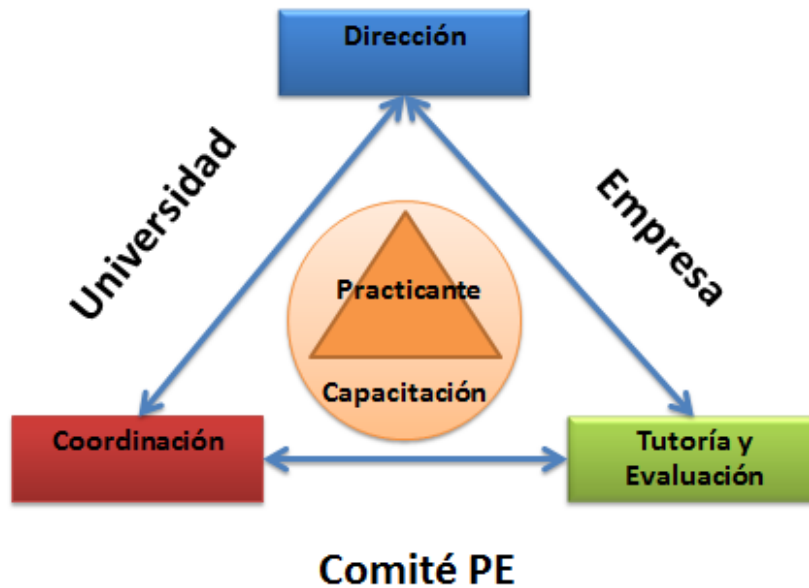 Dirección
Universidad
Empresa
Practicante
Capacitación
Coordinación
Tutoría y
Evaluación
Comité PE